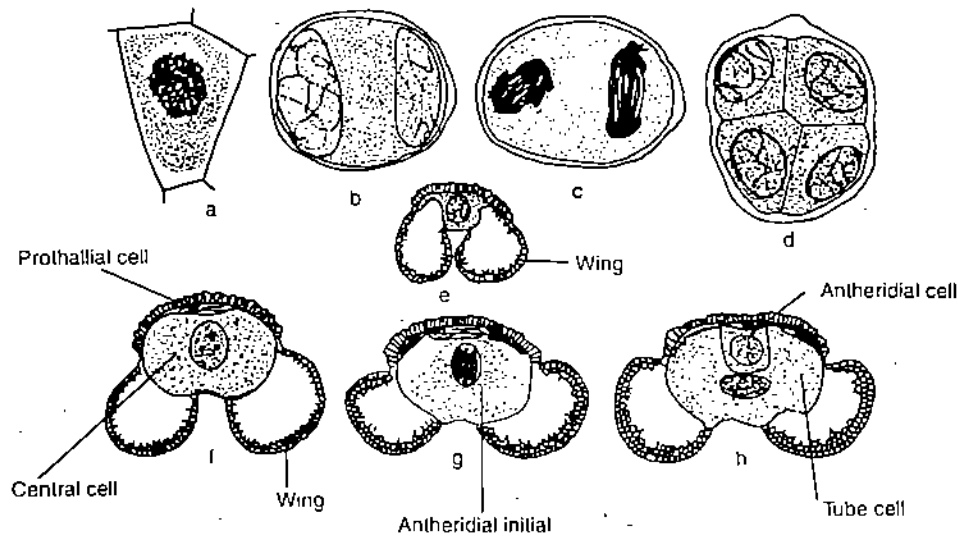 a
b
c
d
e
Wing
Prothallial cell
Antheridial cell
f
g
h
Central cell
Wing
Antheridial initial
Tube cell